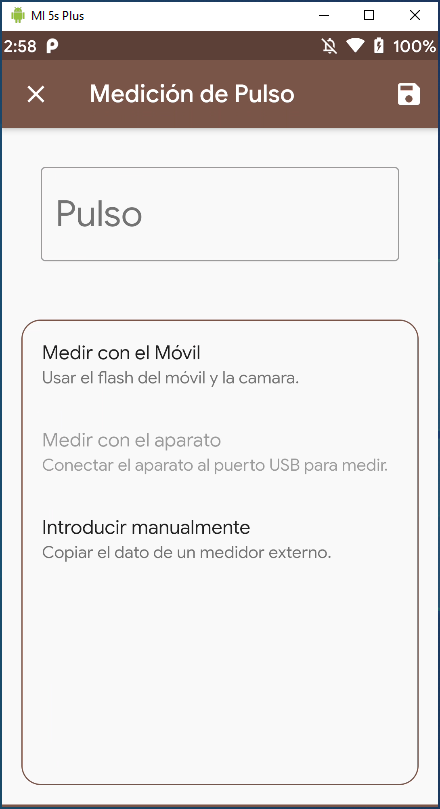 MI 5s Plus
2:58 100%
Medición de Pulso
Pulso
Medir con el Móvil
Usar el flash del móvil y la camara.
Medir con el aparato
Conectar el aparato al puerto USB para medir.
Introducir manualmente
Copiar el dato de un medidor externo.